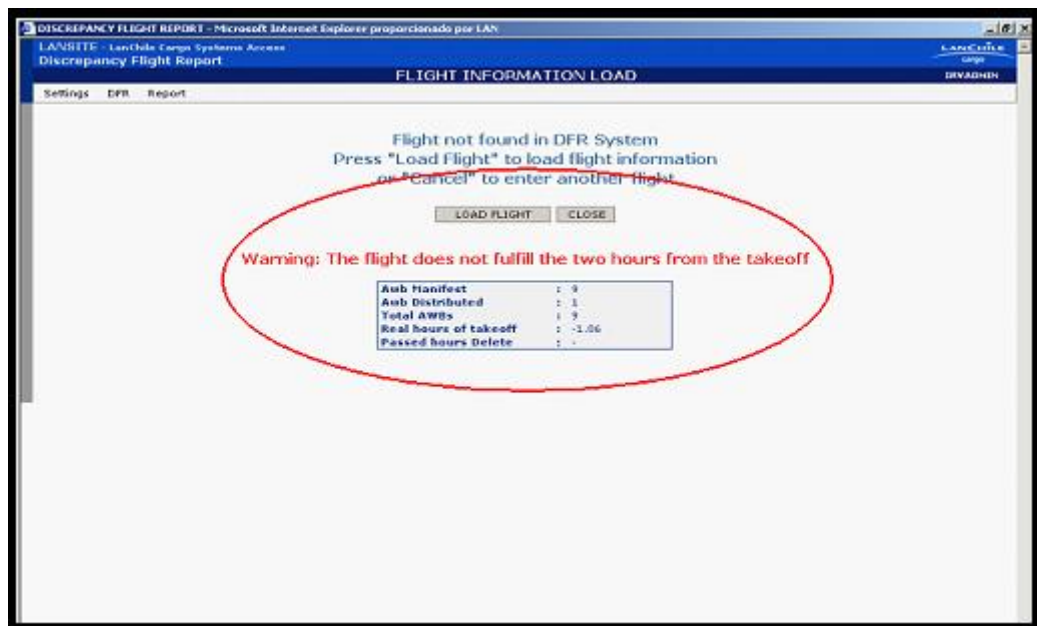 DISCREPANCY FLIGHT REPORT - Microsoft Internet Explorer proporcionado por LAN
LANSITE - LanChile Cargo Systems Access
Discrepancy Flight Report
LANCHILE
cargo
FLIGHT INFORMATION LOAD
Settings DFR Report
Flight not found in DFR System
Press "Load Flight" to load flight information
or "Cancel" to enter another flight
LOAD FLIGHT CLOSE
Warning: The flight does not fulfill the two hours from the takeoff
Awb Manifest : 9
Awb Distributed : 1
Total AWBs : 9
Real hours of takeoff : -1.06
Passed hours Delete : -